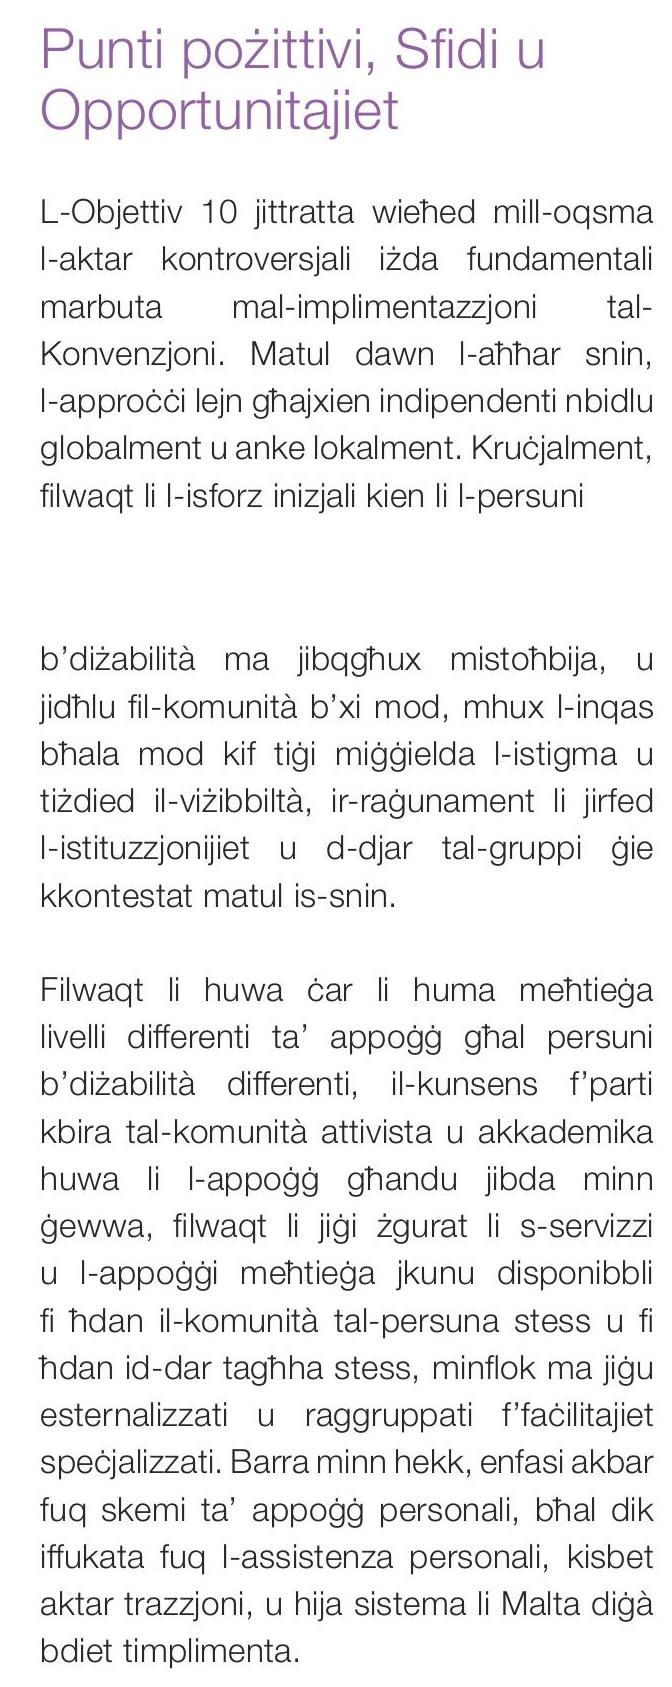 Punti pożittivi, Sfidi u
Opportunitajiet
L-Objettiv 10 jittratta wieħed mill-oqsma
l-aktar kontroversjali iżda fundamentali
marbuta mal-implimentazzjoni tal-
Konvenzjoni. Matul dawn l-aħħar snin,
l-approċċi lejn għajxien indipendenti nbidlu
globalment u anke lokalment. Kruċjalment,
filwaqt li l-isforz inizjali kien li l-persuni
b’diżabilità ma jibqgħux mistoħbija, u
jidħlu fil-komunità b’xi mod, mhux l-inqas
bħala mod kif tiġi miġġielda l-istigma u
tiżdied il-viżibbiltà, ir-raġunament li jirfed
l-istituzzjonijiet u d-djar tal-gruppi ġie
kkontestat matul is-snin.
Filwaqt li huwa ċar li huma meħtieġa
livelli differenti ta’ appoġġ għal persuni
b’diżabilità differenti, il-kunsens f’parti
kbira tal-komunità attivista u akkademika
huwa li l-appoġġ għandu jibda minn
ġewwa, filwaqt li jiġi żgurat li s-servizzi
u l-appoġġi meħtieġa jkunu disponibbli
fi ħdan il-komunità tal-persuna stess u fi
ħdan id-dar tagħha stess, minflok ma jiġu
esternalizzati u raggruppati f’faċilitajiet
speċjalizzati. Barra minn hekk, enfasi akbar
fuq skemi ta’ appoġġ personali, bħal dik
iffukata fuq l-assistenza personali, kisbet
aktar trazzjoni, u hija sistema li Malta diġà
bdiet timplimenta.